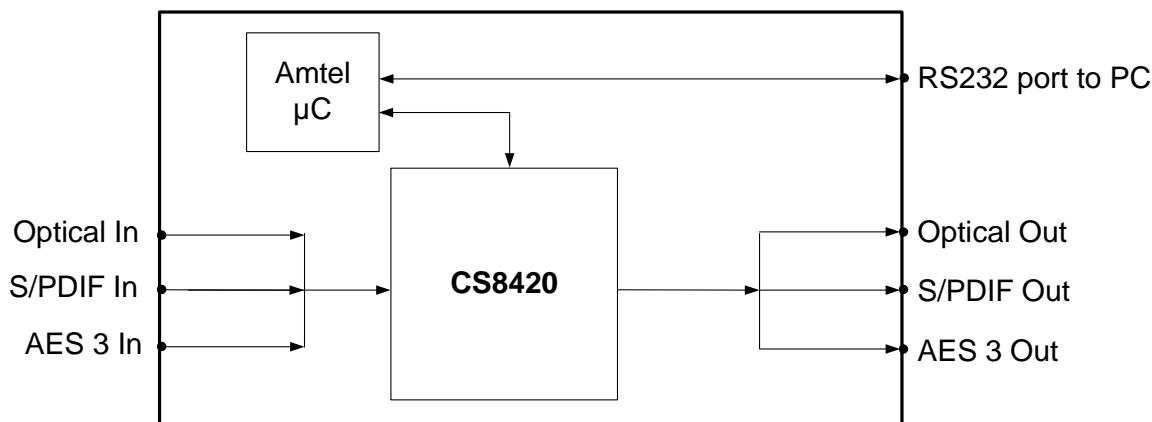 Amtel
µC
RS232 port to PC
Optical In
S/PDIF In
AES 3 In
CS8420
Optical Out
S/PDIF Out
AES 3 Out